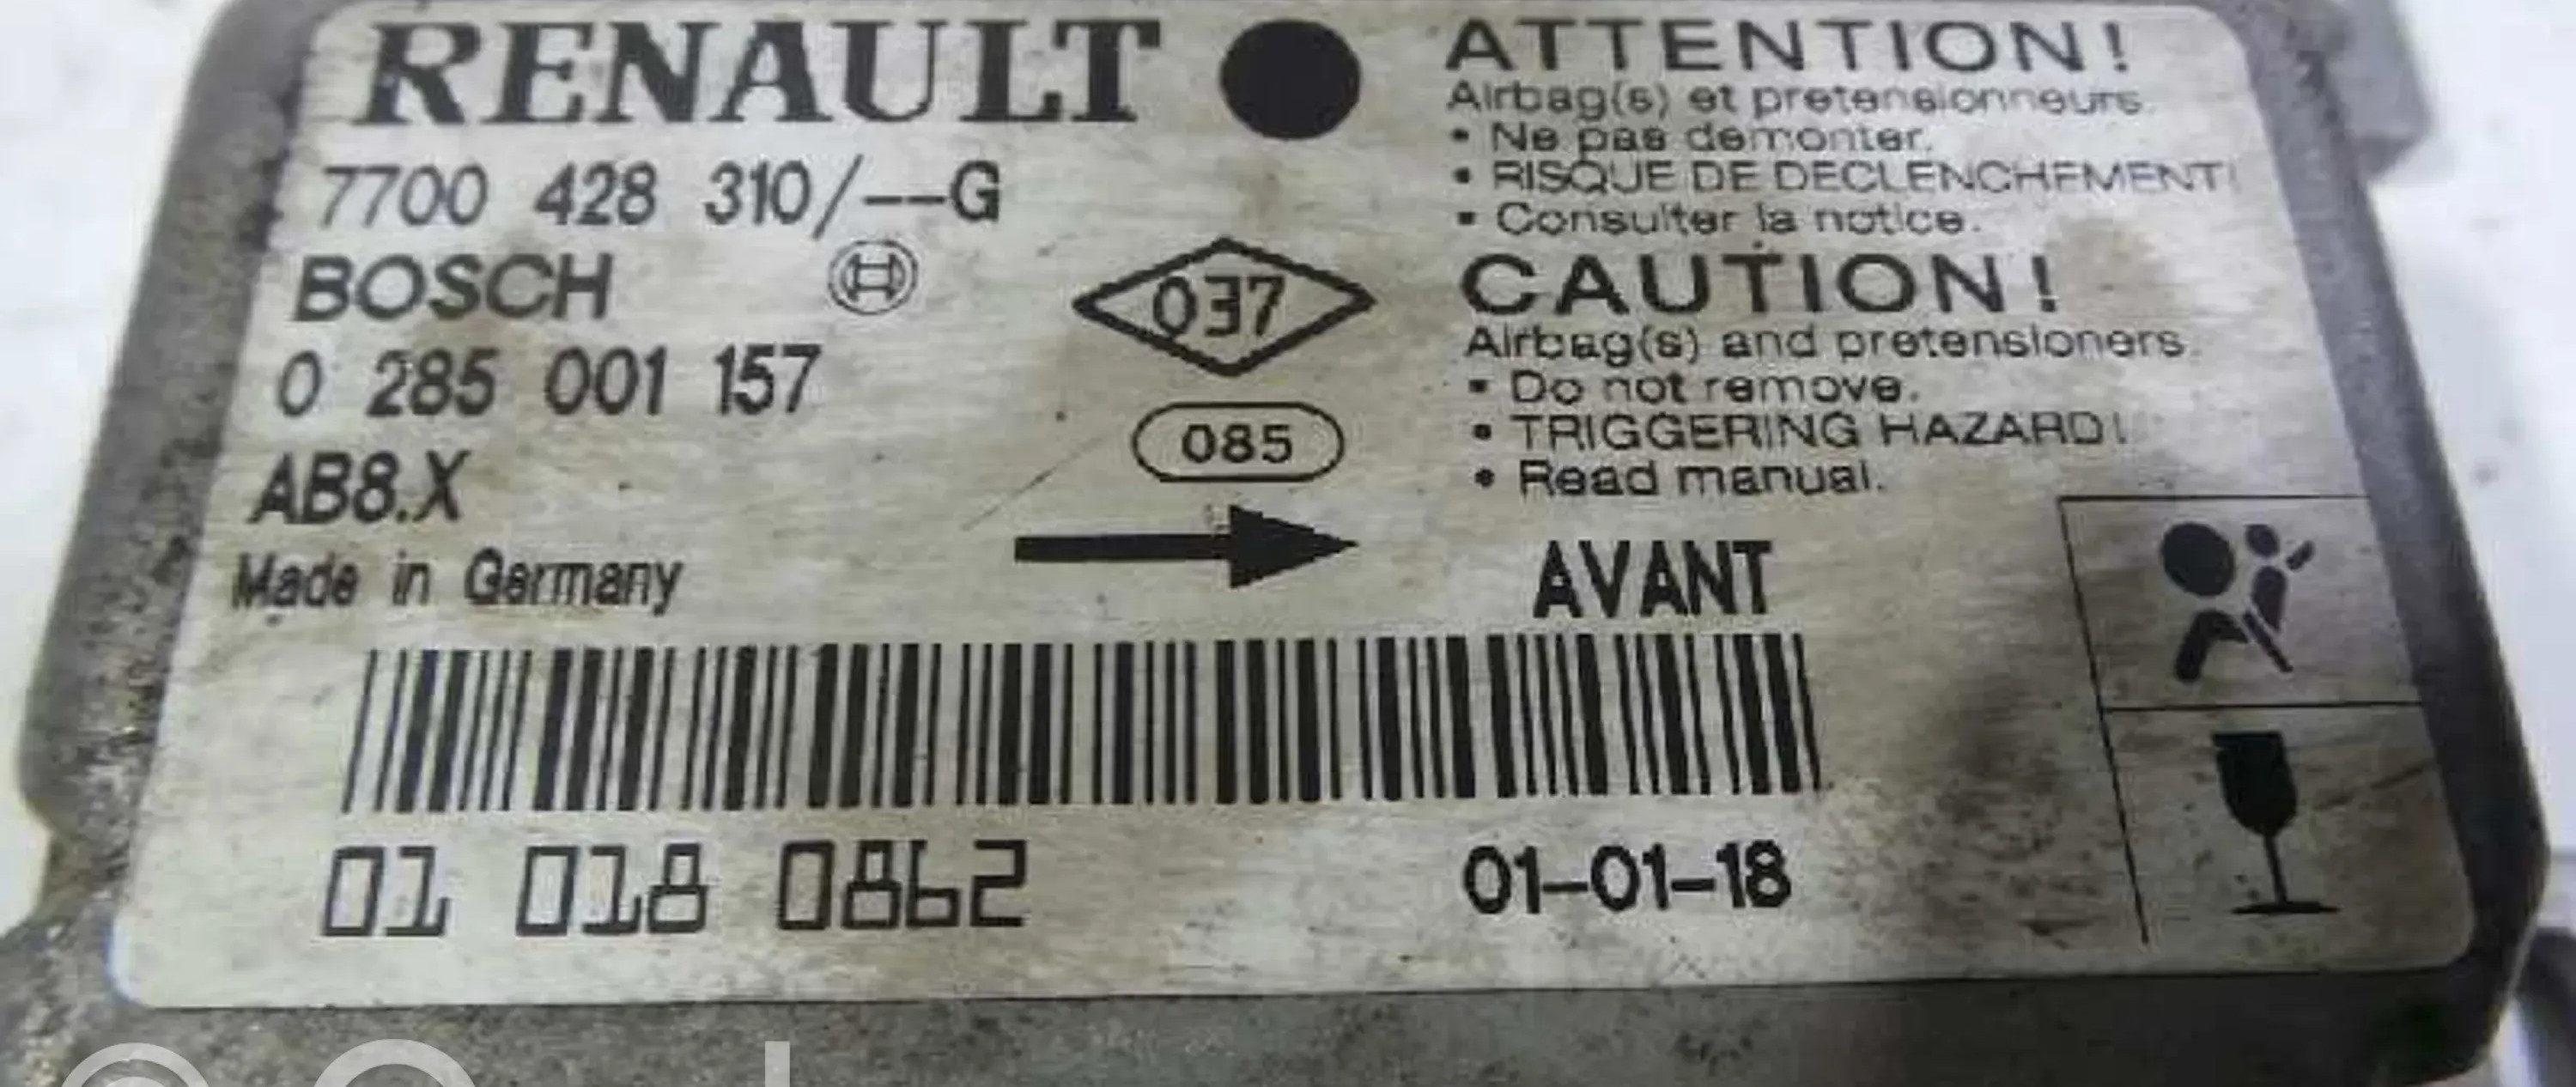 RENAULT
7700 428 310/--G
BOSCH
0 285 001 157
AB8.X
Made in Germany
037
085
ATTENTION!
Airbag(s) et pretensionneurs.
• Ne pas demonter.
• RISQUE DE DECLENCHEMENT!
• Consulter la notice.
CAUTION!
Airbag(s) and pretensioners.
• Do not remove.
• TRIGGERING HAZARD!
• Read manual.
AVANT
01 018 0862
01-01-18